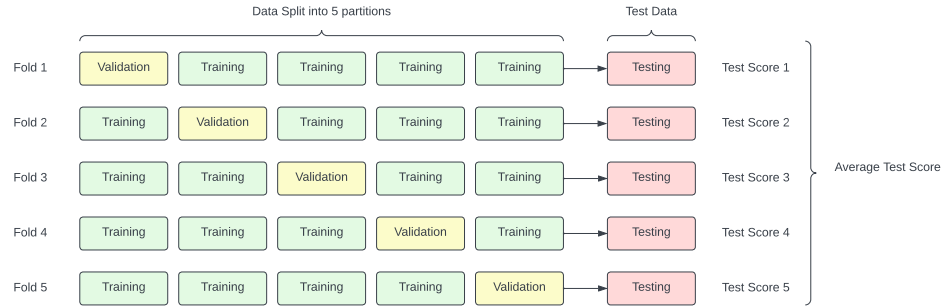 Data Split into 5 partitions Test Data
Fold 1 Validation Training Training Training Training Testing Test Score 1
Fold 2 Training Validation Training Training Training Testing Test Score 2
Fold 3 Training Training Validation Training Training Testing Test Score 3
Average Test Score
Fold 4 Training Training Training Validation Training Testing Test Score 4
Fold 5 Training Training Training Training Validation Testing Test Score 5